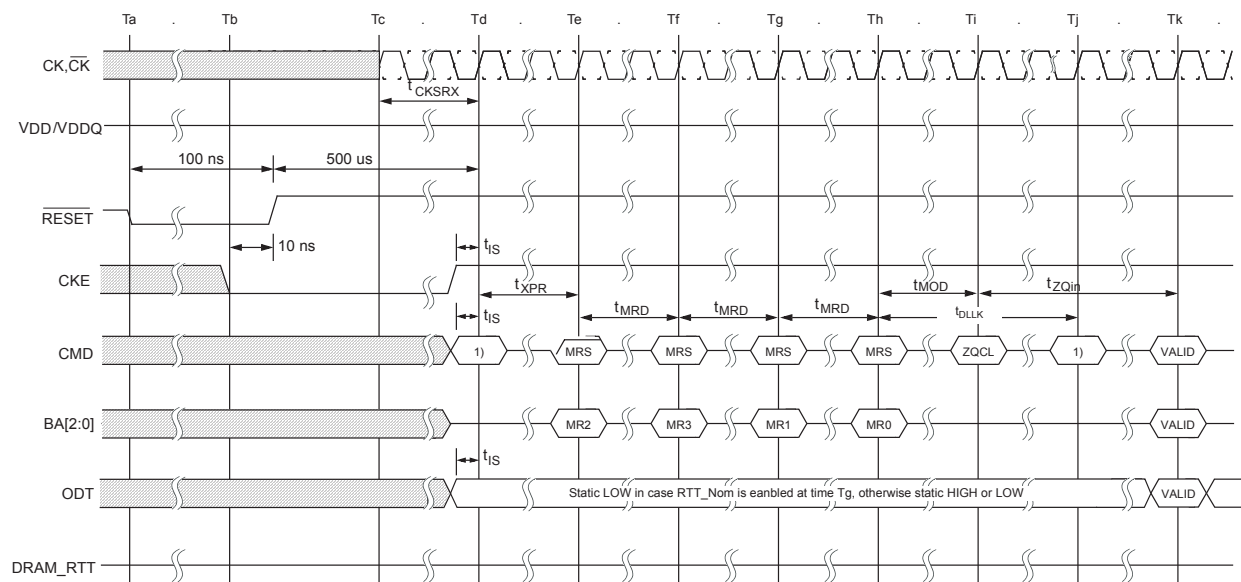 Ta . Tb . Tc . Td . Te . Tf . Tg . Th . Ti . Tj . Tk .
CK,C̅K̅
tCKSRX
VDD/VDDQ
100 ns 500 us
R̅E̅S̅E̅T̅
10 ns tIS
CKE
tXPR tMOD tZQin
tIS tMRD tMRD tMRD tDLLK
CMD 1) MRS MRS MRS MRS ZQCL 1) VALID
BA[2:0] MR2 MR3 MR1 MR0 VALID
tIS
ODT Static LOW in case RTT_Nom is eanbled at time Tg, otherwise static HIGH or LOW VALID
DRAM_RTT